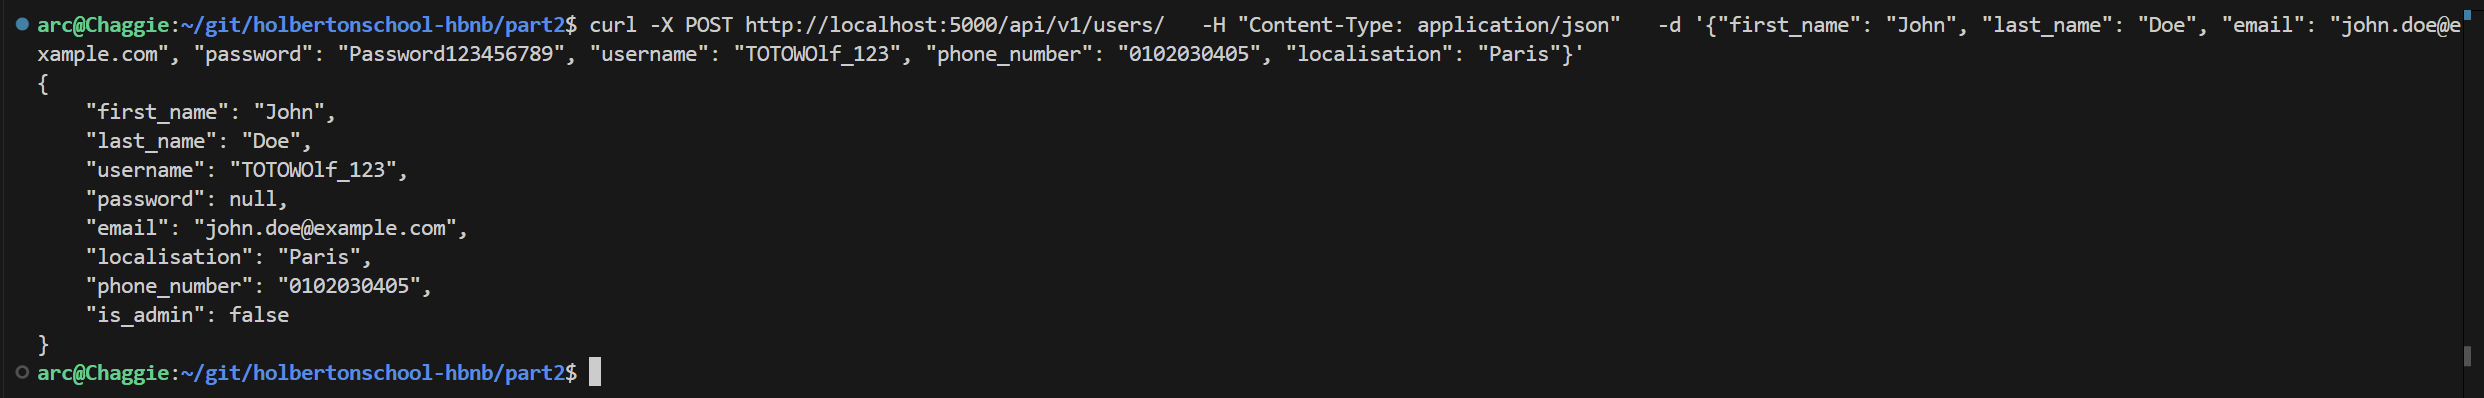 arc@Chaggie:~/git/holbertonschool-hbnb/part2$ curl -X POST http://localhost:5000/api/v1/users/   -H "Content-Type: application/json"   -d '{"first_name": "John", "last_name": "Doe", "email": "john.doe@e
xample.com", "password": "Password123456789", "username": "TOTOWOlf_123", "phone_number": "0102030405", "localisation": "Paris"}'
{
    "first_name": "John",
    "last_name": "Doe",
    "username": "TOTOWOlf_123",
    "password": null,
    "email": "john.doe@example.com",
    "localisation": "Paris",
    "phone_number": "0102030405",
    "is_admin": false
}
arc@Chaggie:~/git/holbertonschool-hbnb/part2$